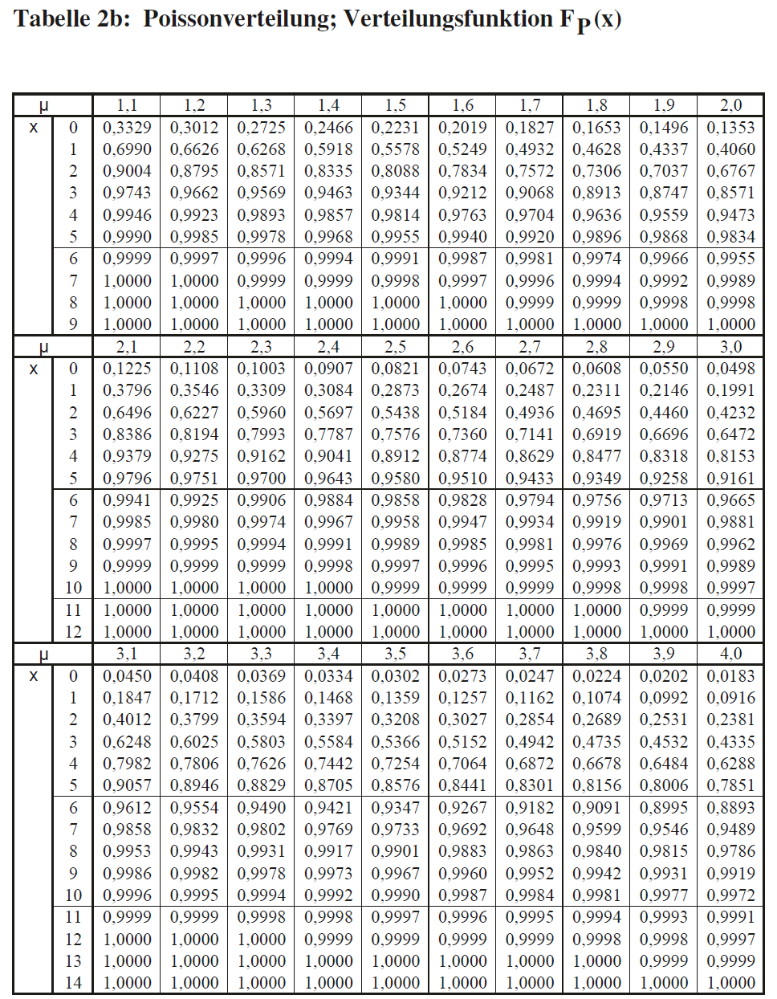 Tabelle 2b: Poissonverteilung; Verteilungsfunktion FP(x)
μ 1,1 1,2 1,3 1,4 1,5 1,6 1,7 1,8 1,9 2,0
x 0 0,3329 0,3012 0,2725 0,2466 0,2231 0,2019 0,1827 0,1653 0,1496 0,1353
1 0,6990 0,6626 0,6268 0,5918 0,5578 0,5249 0,4932 0,4628 0,4337 0,4060
2 0,9004 0,8795 0,8571 0,8335 0,8088 0,7834 0,7572 0,7306 0,7037 0,6767
3 0,9743 0,9662 0,9569 0,9463 0,9344 0,9212 0,9068 0,8913 0,8747 0,8571
4 0,9946 0,9923 0,9893 0,9857 0,9814 0,9763 0,9704 0,9636 0,9559 0,9473
5 0,9990 0,9985 0,9978 0,9968 0,9955 0,9940 0,9920 0,9896 0,9868 0,9834
6 0,9999 0,9997 0,9996 0,9994 0,9991 0,9987 0,9981 0,9974 0,9966 0,9955
7 1,0000 1,0000 0,9999 0,9999 0,9998 0,9997 0,9996 0,9994 0,9992 0,9989
8 1,0000 1,0000 1,0000 1,0000 1,0000 1,0000 0,9999 0,9999 0,9998 0,9998
9 1,0000 1,0000 1,0000 1,0000 1,0000 1,0000 1,0000 1,0000 1,0000 1,0000
μ 2,1 2,2 2,3 2,4 2,5 2,6 2,7 2,8 2,9 3,0
x 0 0,1225 0,1108 0,1003 0,0907 0,0821 0,0743 0,0672 0,0608 0,0550 0,0498
1 0,3796 0,3546 0,3309 0,3084 0,2873 0,2674 0,2487 0,2311 0,2146 0,1991
2 0,6496 0,6227 0,5960 0,5697 0,5438 0,5184 0,4936 0,4695 0,4460 0,4232
3 0,8386 0,8194 0,7993 0,7787 0,7576 0,7360 0,7141 0,6919 0,6696 0,6472
4 0,9379 0,9275 0,9162 0,9041 0,8912 0,8774 0,8629 0,8477 0,8318 0,8153
5 0,9796 0,9751 0,9700 0,9643 0,9580 0,9510 0,9433 0,9349 0,9258 0,9161
6 0,9941 0,9925 0,9906 0,9884 0,9858 0,9828 0,9794 0,9756 0,9713 0,9665
7 0,9985 0,9980 0,9974 0,9967 0,9958 0,9947 0,9934 0,9919 0,9901 0,9881
8 0,9997 0,9995 0,9994 0,9991 0,9989 0,9985 0,9981 0,9976 0,9969 0,9962
9 0,9999 0,9999 0,9999 0,9998 0,9997 0,9996 0,9995 0,9993 0,9991 0,9989
10 1,0000 1,0000 1,0000 1,0000 0,9999 0,9999 0,9999 0,9998 0,9998 0,9997
11 1,0000 1,0000 1,0000 1,0000 1,0000 1,0000 1,0000 1,0000 0,9999 0,9999
12 1,0000 1,0000 1,0000 1,0000 1,0000 1,0000 1,0000 1,0000 1,0000 1,0000
μ 3,1 3,2 3,3 3,4 3,5 3,6 3,7 3,8 3,9 4,0
x 0 0,0450 0,0408 0,0369 0,0334 0,0302 0,0273 0,0247 0,0224 0,0202 0,0183
1 0,1847 0,1712 0,1586 0,1468 0,1359 0,1257 0,1162 0,1074 0,0992 0,0916
2 0,4012 0,3799 0,3594 0,3397 0,3208 0,3027 0,2854 0,2689 0,2531 0,2381
3 0,6248 0,6025 0,5803 0,5584 0,5366 0,5152 0,4942 0,4735 0,4532 0,4335
4 0,7982 0,7806 0,7626 0,7442 0,7254 0,7064 0,6872 0,6678 0,6484 0,6288
5 0,9057 0,8946 0,8829 0,8705 0,8576 0,8441 0,8301 0,8156 0,8006 0,7851
6 0,9612 0,9554 0,9490 0,9421 0,9347 0,9267 0,9182 0,9091 0,8995 0,8893
7 0,9858 0,9832 0,9802 0,9769 0,9733 0,9692 0,9648 0,9599 0,9546 0,9489
8 0,9953 0,9943 0,9931 0,9917 0,9901 0,9883 0,9863 0,9840 0,9815 0,9786
9 0,9986 0,9982 0,9978 0,9973 0,9967 0,9960 0,9952 0,9942 0,9931 0,9919
10 0,9996 0,9995 0,9994 0,9992 0,9990 0,9987 0,9984 0,9981 0,9977 0,9972
11 0,9999 0,9999 0,9998 0,9998 0,9997 0,9996 0,9995 0,9994 0,9993 0,9991
12 1,0000 1,0000 1,0000 0,9999 0,9999 0,9999 0,9999 0,9998 0,9998 0,9997
13 1,0000 1,0000 1,0000 1,0000 1,0000 1,0000 1,0000 1,0000 0,9999 0,9999
14 1,0000 1,0000 1,0000 1,0000 1,0000 1,0000 1,0000 1,0000 1,0000 1,0000